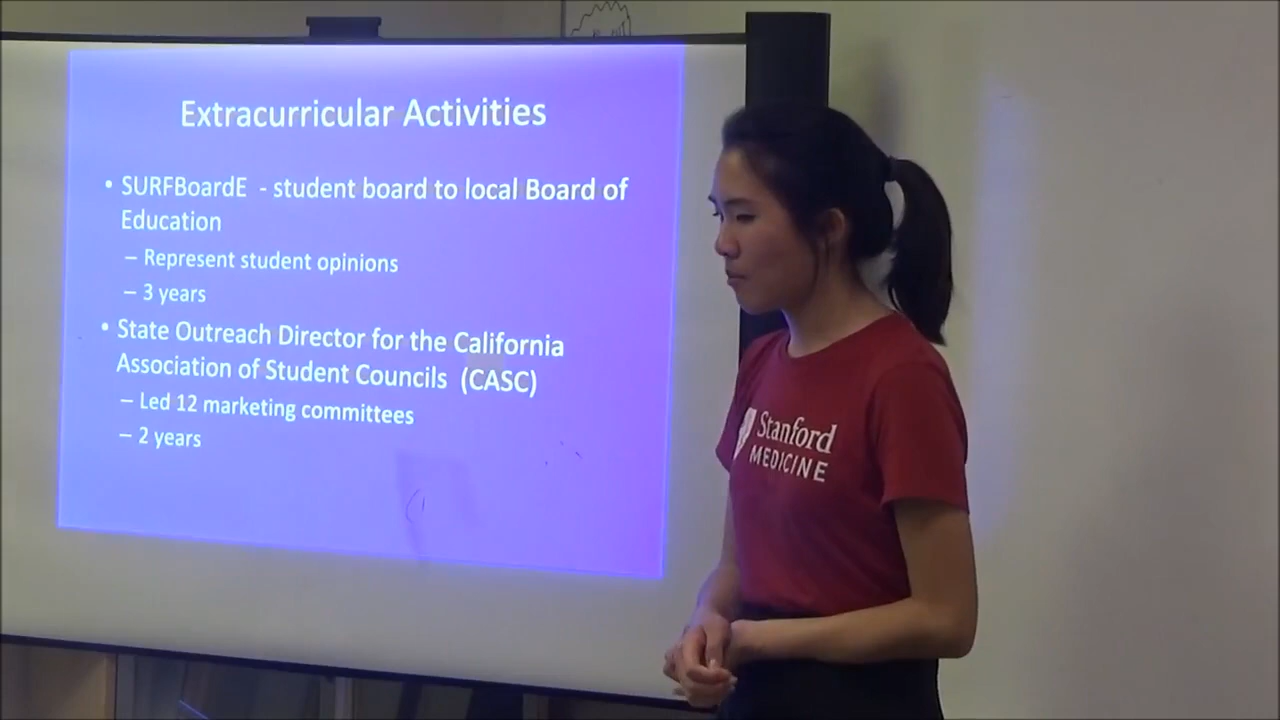 Extracurricular Activities
• SURFBoardE - student board to local Board of
Education
– Represent student opinions
– 3 years
• State Outreach Director for the California
Association of Student Councils (CASC)
– Led 12 marketing committees
– 2 years
Stanford
MEDICINE